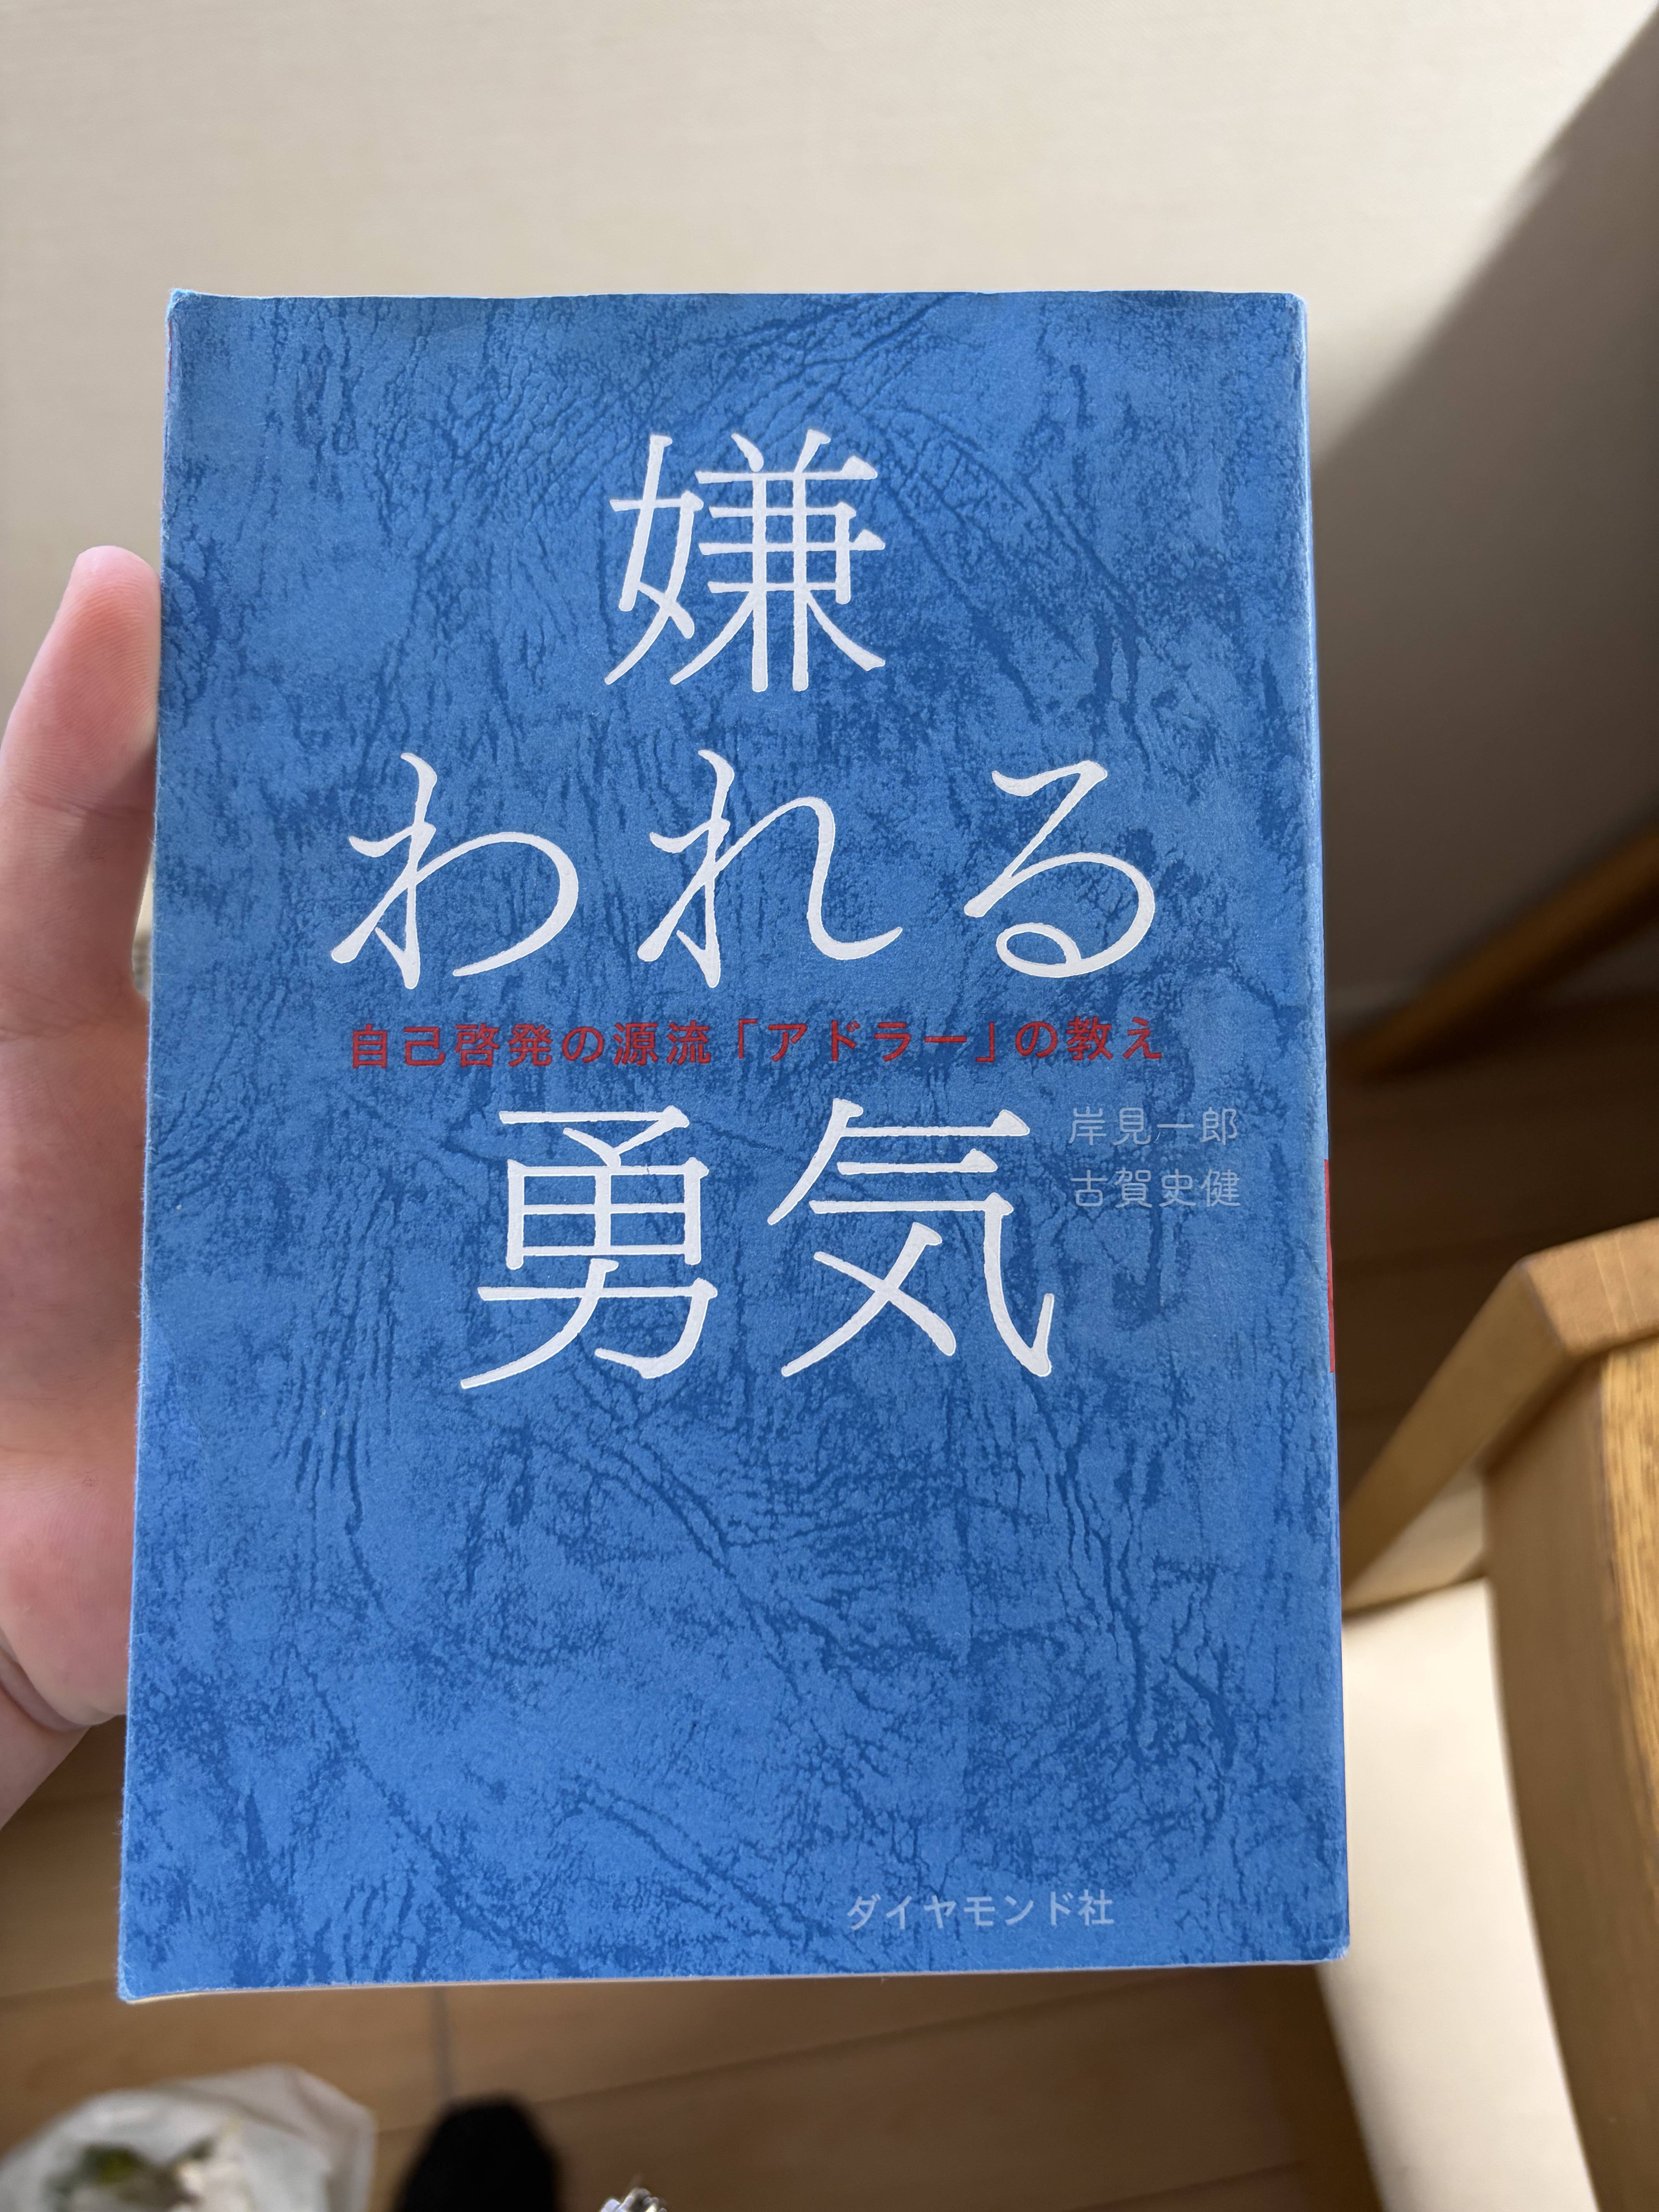 嫌
われる
自己啓発の源流「アドラー」の教え
勇気
岸見一郎
古賀史健
ダイヤモンド社